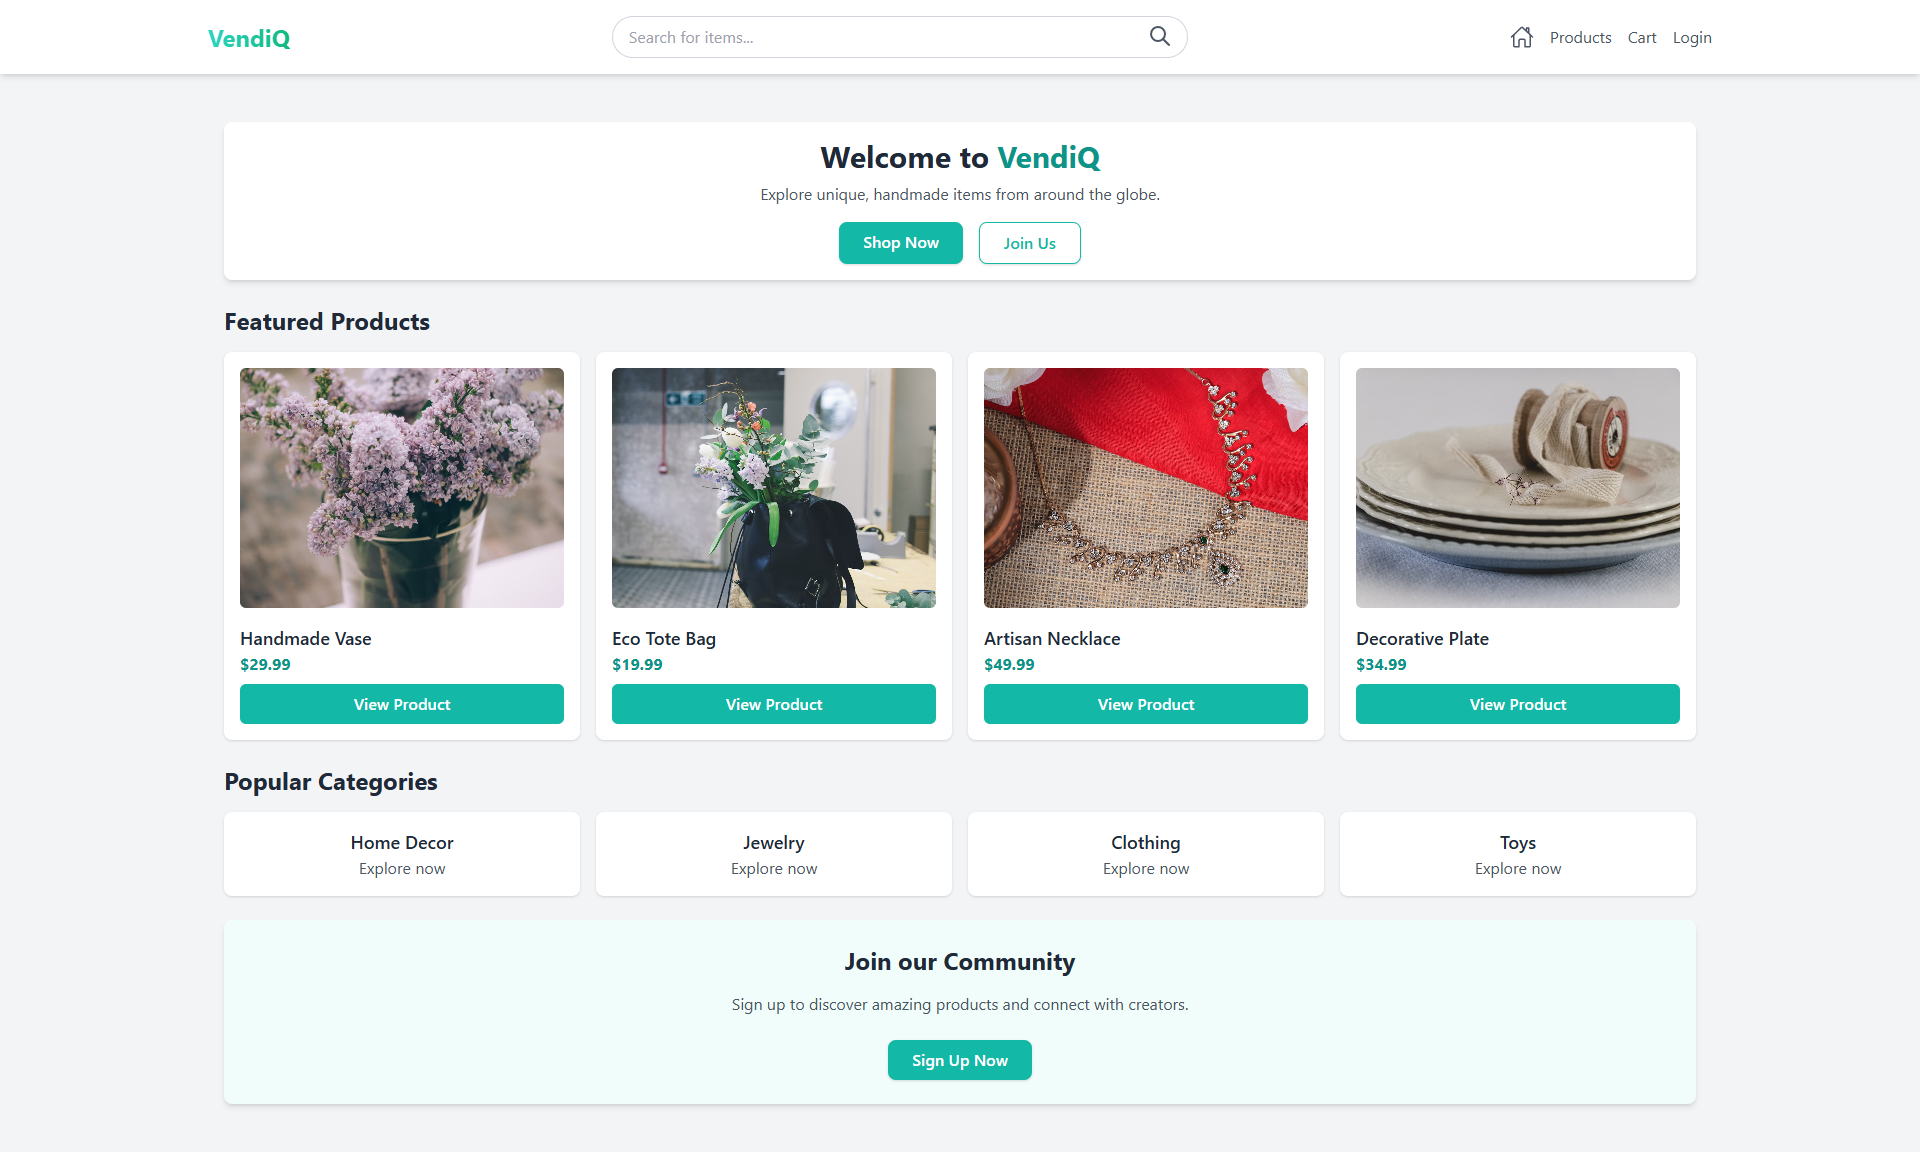 VendiQ
Search for items...
Products
Cart
Login
Welcome to VendiQ
Explore unique, handmade items from around the globe.
Shop Now
Join Us
Featured Products
Handmade Vase
$29.99
View Product
Eco Tote Bag
$19.99
View Product
Artisan Necklace
$49.99
View Product
Decorative Plate
$34.99
View Product
Popular Categories
Home Decor
Explore now
Jewelry
Explore now
Clothing
Explore now
Toys
Explore now
Join our Community
Sign up to discover amazing products and connect with creators.
Sign Up Now